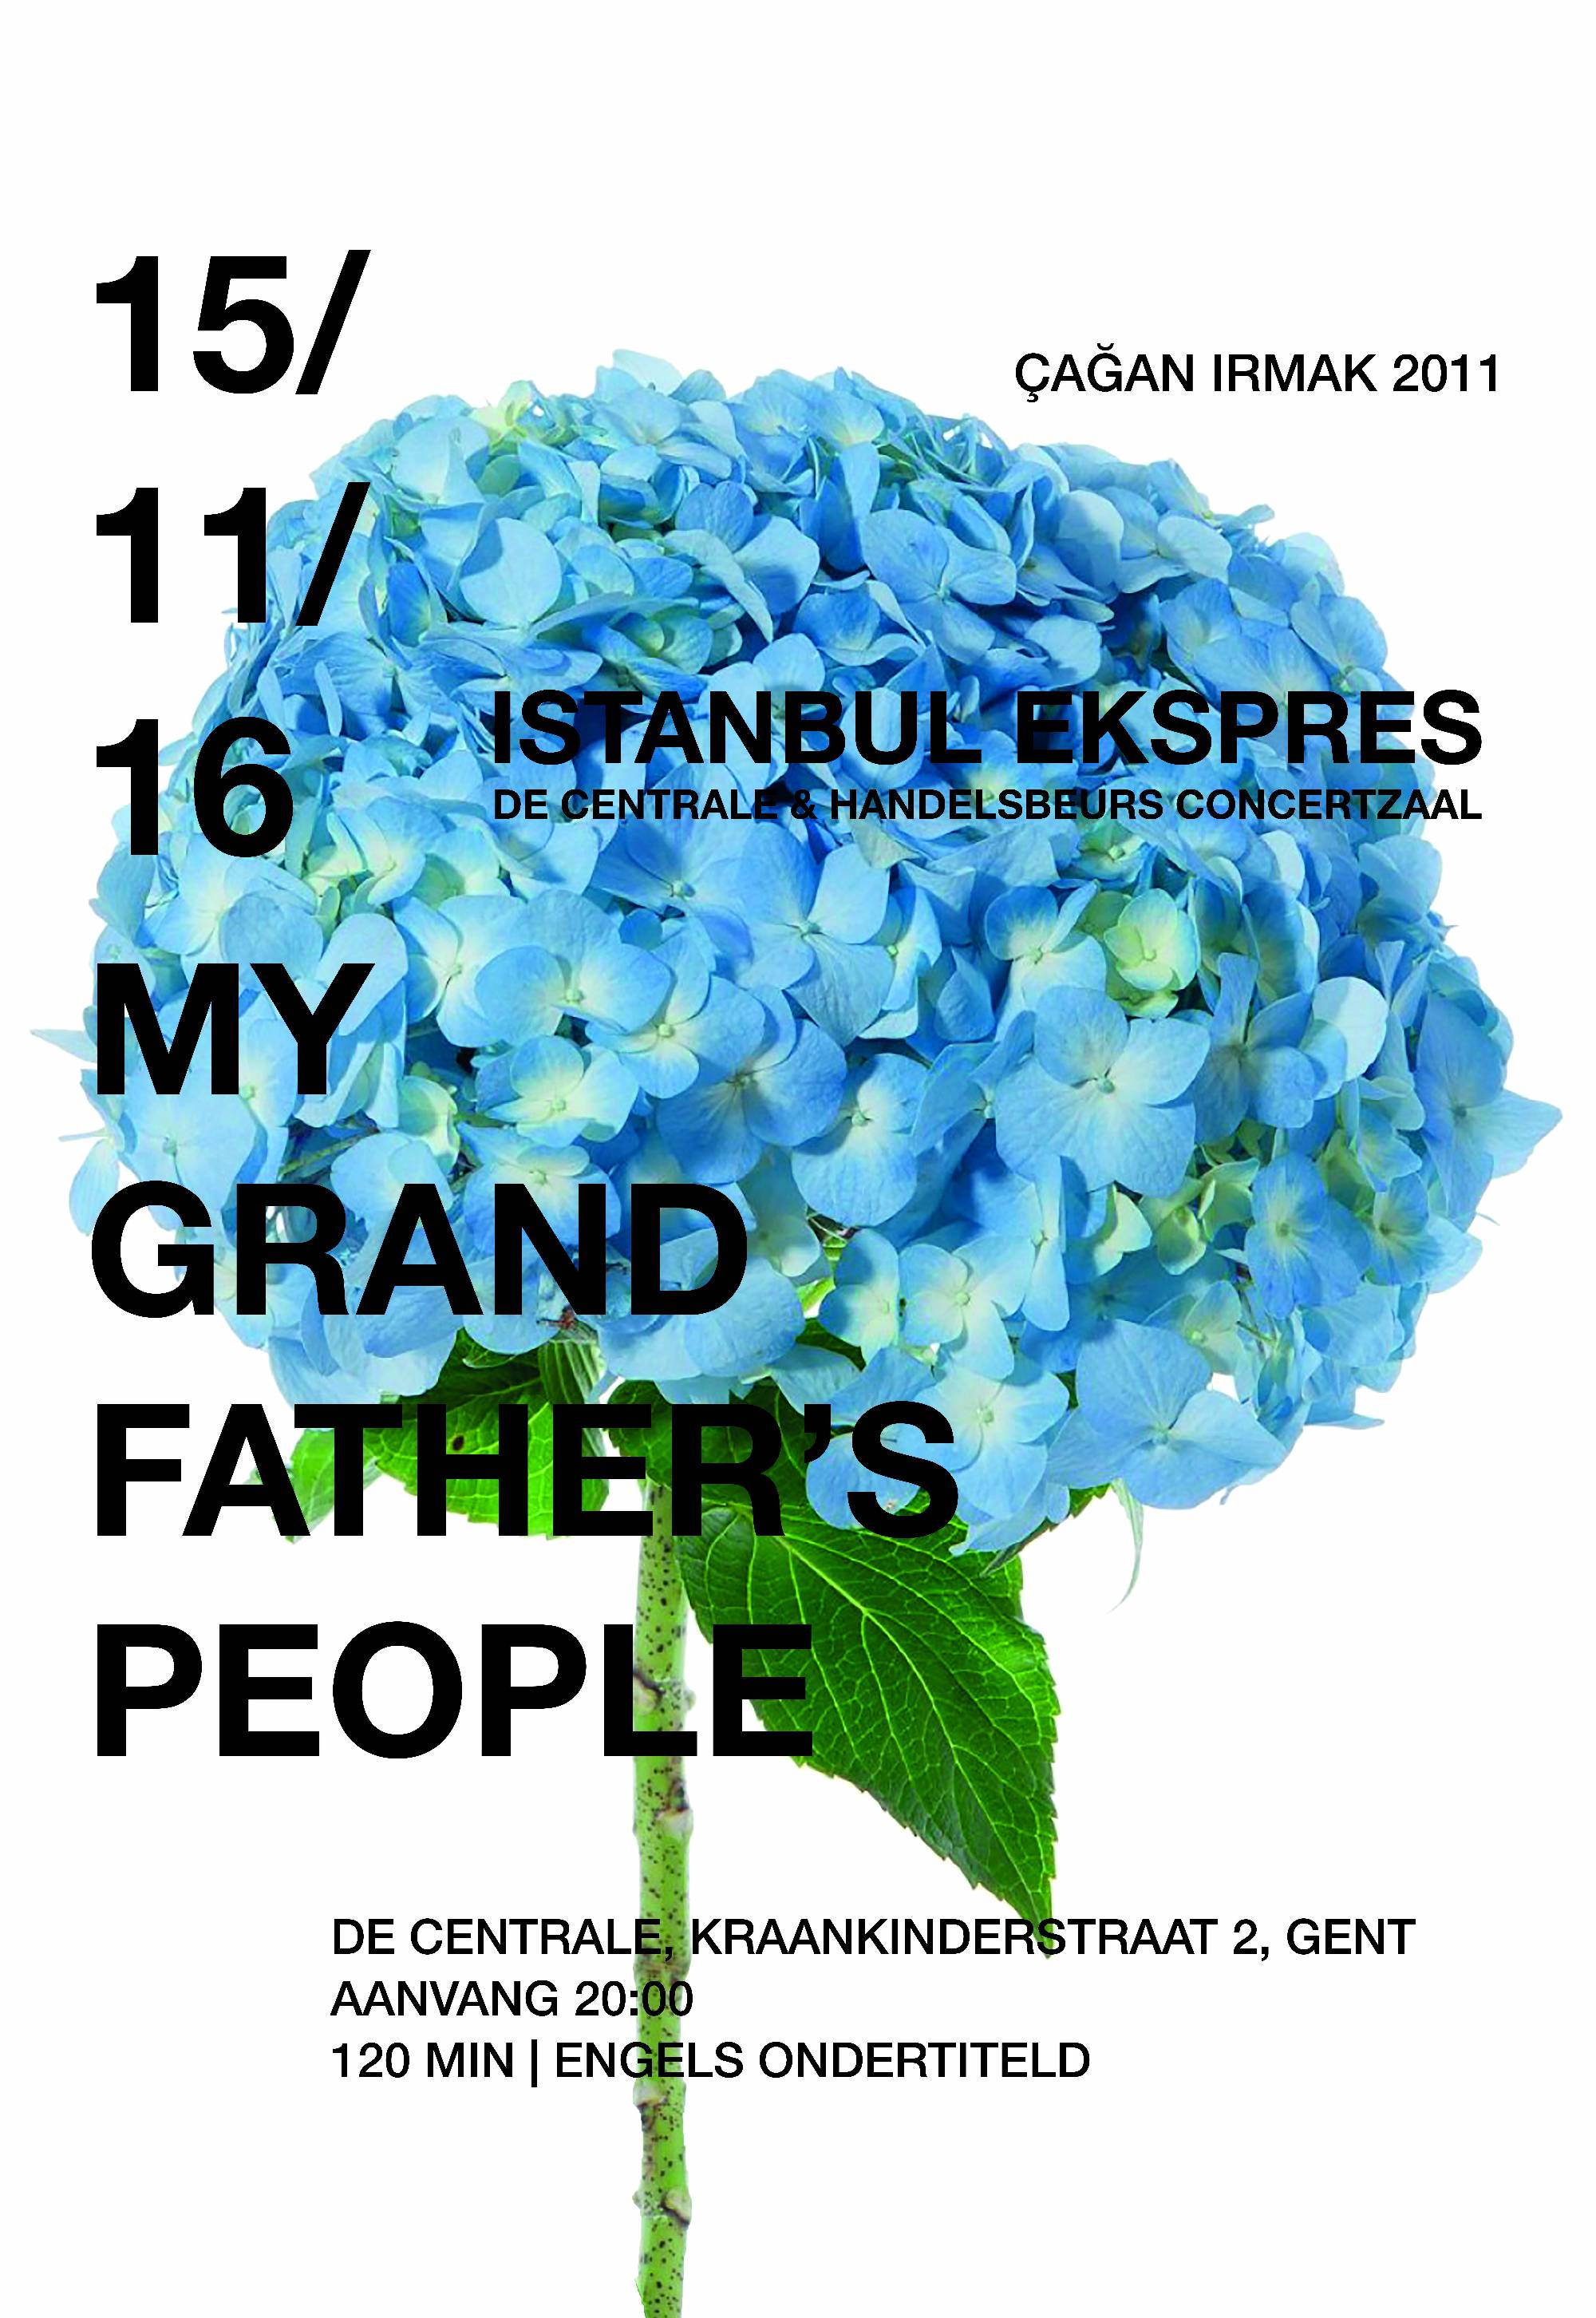 15/
11/
16
ÇAĞAN IRMAK 2011
ISTANBUL EKSPRES
DE CENTRALE & HANDELSBEURS CONCERTZAAL
MY
GRAND
FATHER’S
PEOPLE
DE CENTRALE, KRAANKINDERSTRAAT 2, GENT
AANVANG 20:00
120 MIN | ENGELS ONDERTITELD